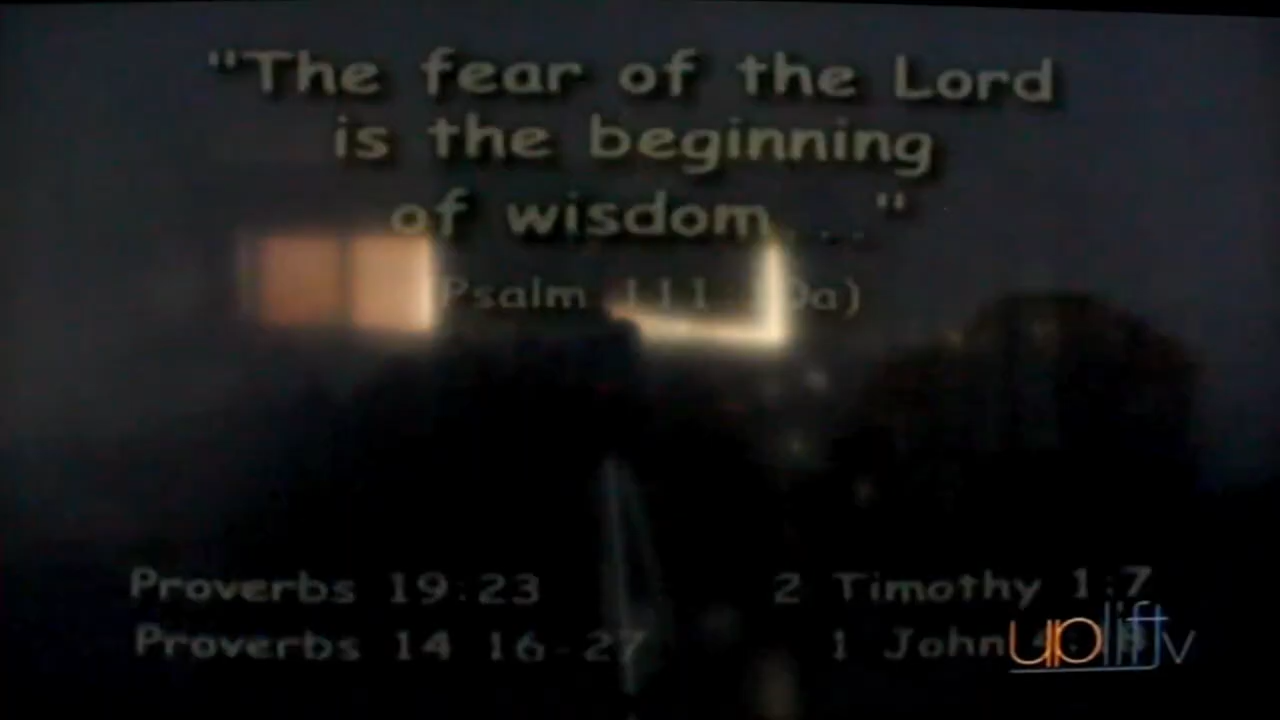 "The fear of the Lord
is the beginning
of wisdom..."
Psalm 111 0a)
Proverbs 19:23
2 Timothy 1:7
Proverbs 14 16-27
1 John
upliftv